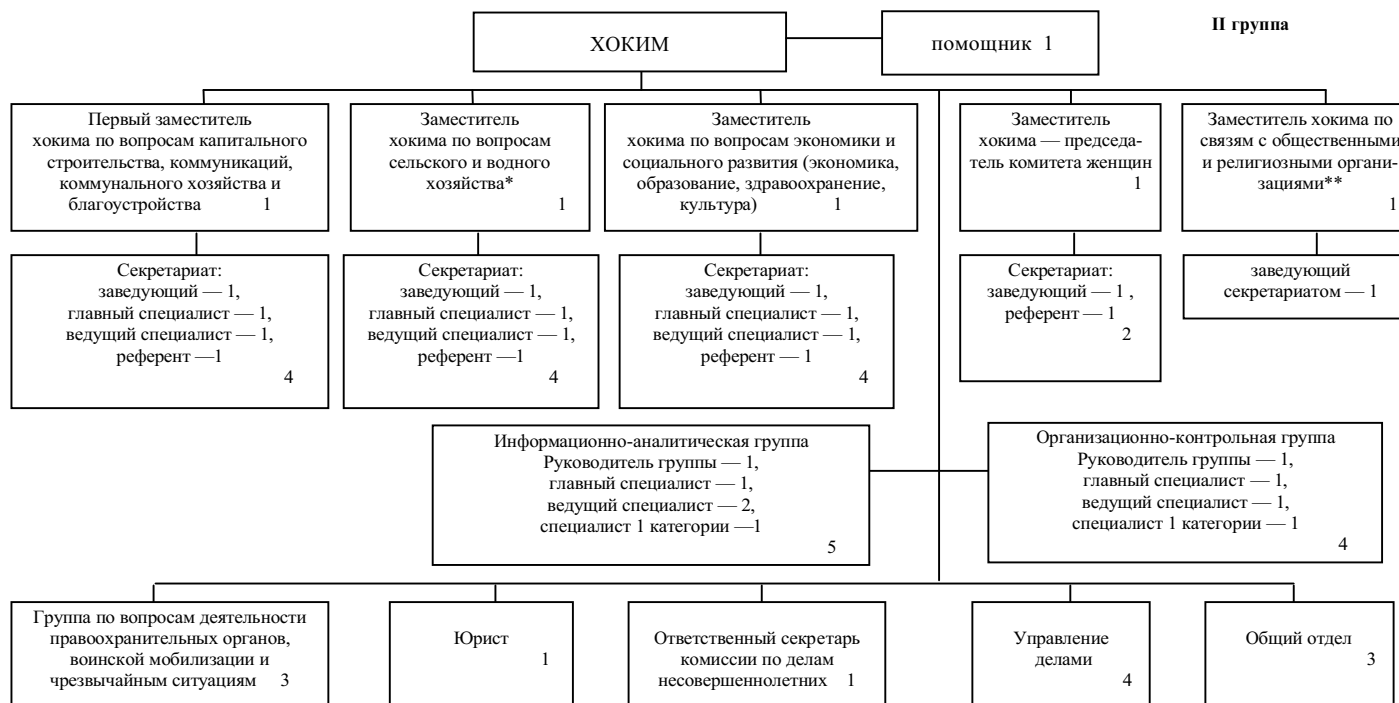 II группа
ХОКИМ
помощник 1
Первый заместитель
хокима по вопросам капитального
строительства, коммуникаций,
коммунального хозяйства и
благоустройства 1
Заместитель
хокима по вопросам
сельского и водного
хозяйства*
1
Заместитель
хокима по вопросам экономики и
социального развития (экономика,
образование, здравоохранение,
культура) 1
Заместитель
хокима — председа-
тель комитета женщин
1
Заместитель хокима по
связям с общественными
и религиозными органи-
зациями**
1
Секретариат:
заведующий — 1,
главный специалист — 1,
ведущий специалист — 1,
референт —1
4
Секретариат:
заведующий — 1,
главный специалист — 1,
ведущий специалист — 1,
референт —1
4
Секретариат:
заведующий — 1,
главный специалист — 1,
ведущий специалист — 1,
референт — 1
4
Секретариат:
заведующий — 1 ,
референт — 1
2
заведующий
секретариатом — 1
Информационно-аналитическая группа
Руководитель группы — 1,
главный специалист — 1,
ведущий специалист — 2,
специалист 1 категории —1
5
Организационно-контрольная группа
Руководитель группы — 1,
главный специалист — 1,
ведущий специалист — 1,
специалист 1 категории — 1
4
Группа по вопросам деятельности
правоохранительных органов,
воинской мобилизации и
чрезвычайным ситуациям 3
Юрист
1
Ответственный секретарь
комиссии по делам
несовершеннолетних 1
Управление
делами
4
Общий отдел
3